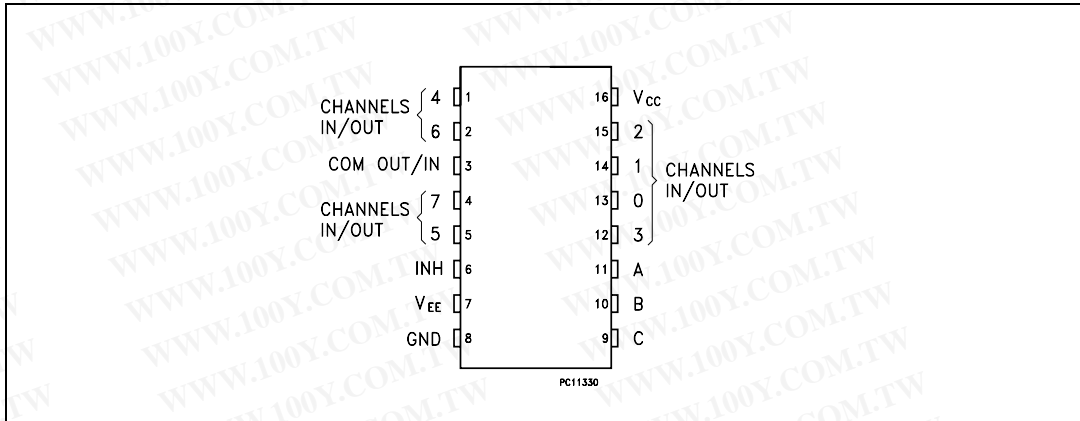 CHANNELS IN/OUT
4 1
6 2
COM OUT/IN 3
CHANNELS IN/OUT
7 4
5 5
INH 6
VEE 7
GND 8
16 VCC
15 2
14 1
13 0
12 3
CHANNELS IN/OUT
11 A
10 B
9 C
PC11330
WWW.100Y.COM.TW